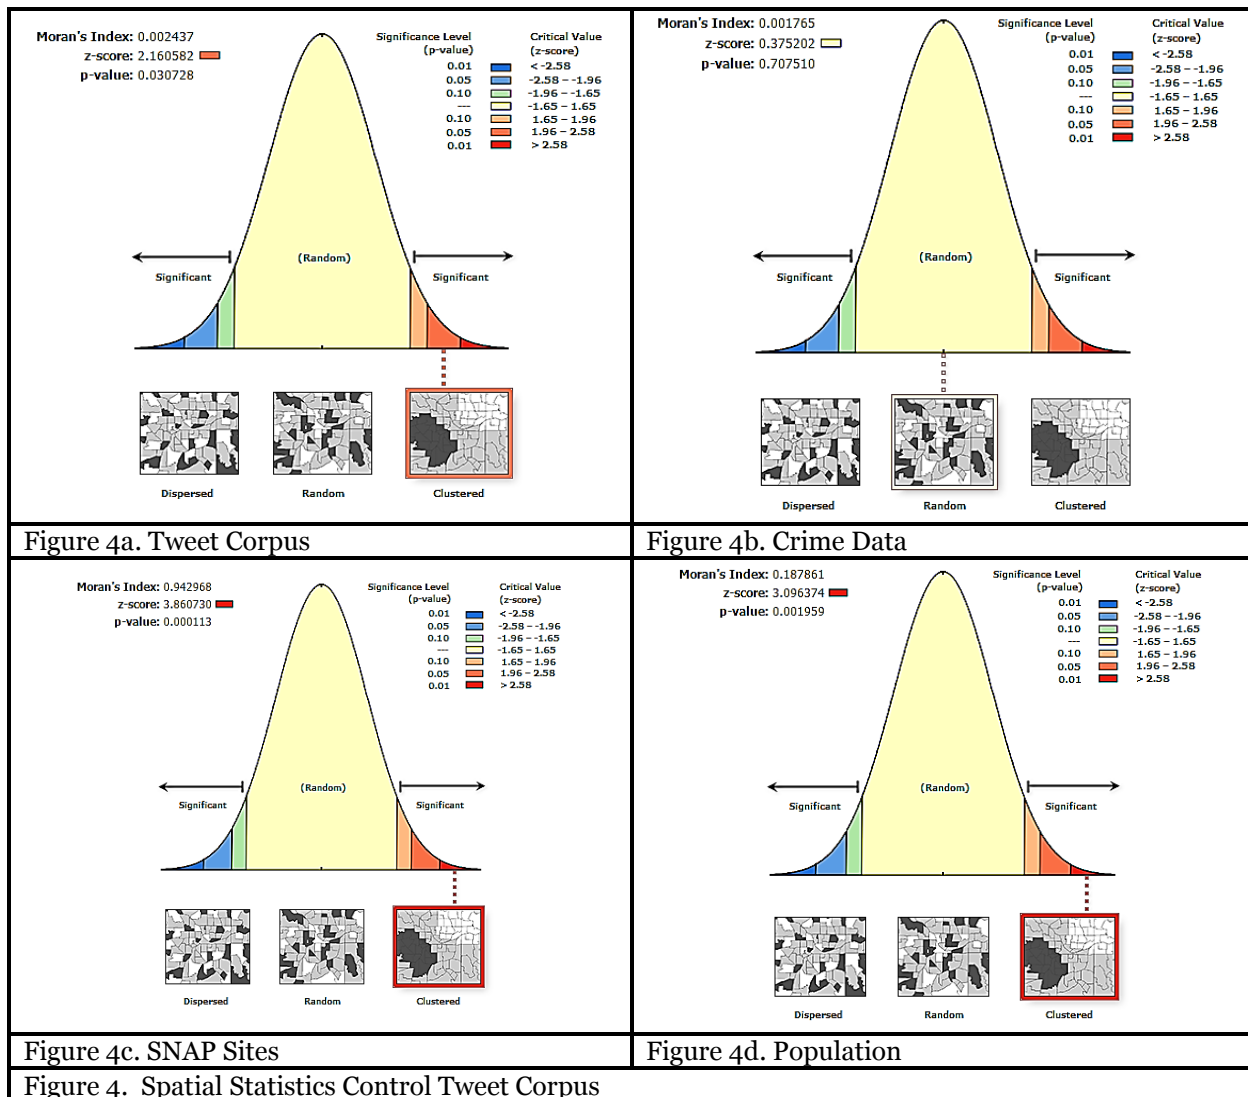 Moran's Index: 0.002437
z-score: 2.160582
p-value: 0.030728
Significance Level
(p-value)
Critical Value
(z-score)
0.01 < -2.58
0.05 -2.58 – -1.96
0.10 -1.96 – -1.65
--- -1.65 – 1.65
0.10 1.65 – 1.96
0.05 1.96 – 2.58
0.01 > 2.58
(Random)
Significant
Significant
Dispersed
Random
Clustered
Figure 4a. Tweet Corpus
Moran's Index: 0.001765
z-score: 0.375202
p-value: 0.707510
Significance Level
(p-value)
Critical Value
(z-score)
0.01 < -2.58
0.05 -2.58 – -1.96
0.10 -1.96 – -1.65
--- -1.65 – 1.65
0.10 1.65 – 1.96
0.05 1.96 – 2.58
0.01 > 2.58
(Random)
Significant
Significant
Dispersed
Random
Clustered
Figure 4b. Crime Data
Moran's Index: 0.942968
z-score: 3.860730
p-value: 0.000113
Significance Level
(p-value)
Critical Value
(z-score)
0.01 < -2.58
0.05 -2.58 – -1.96
0.10 -1.96 – -1.65
--- -1.65 – 1.65
0.10 1.65 – 1.96
0.05 1.96 – 2.58
0.01 > 2.58
(Random)
Significant
Significant
Dispersed
Random
Clustered
Figure 4c. SNAP Sites
Moran's Index: 0.187861
z-score: 3.096374
p-value: 0.001959
Significance Level
(p-value)
Critical Value
(z-score)
0.01 < -2.58
0.05 -2.58 – -1.96
0.10 -1.96 – -1.65
--- -1.65 – 1.65
0.10 1.65 – 1.96
0.05 1.96 – 2.58
0.01 > 2.58
(Random)
Significant
Significant
Dispersed
Random
Clustered
Figure 4d. Population
Figure 4. Spatial Statistics Control Tweet Corpus